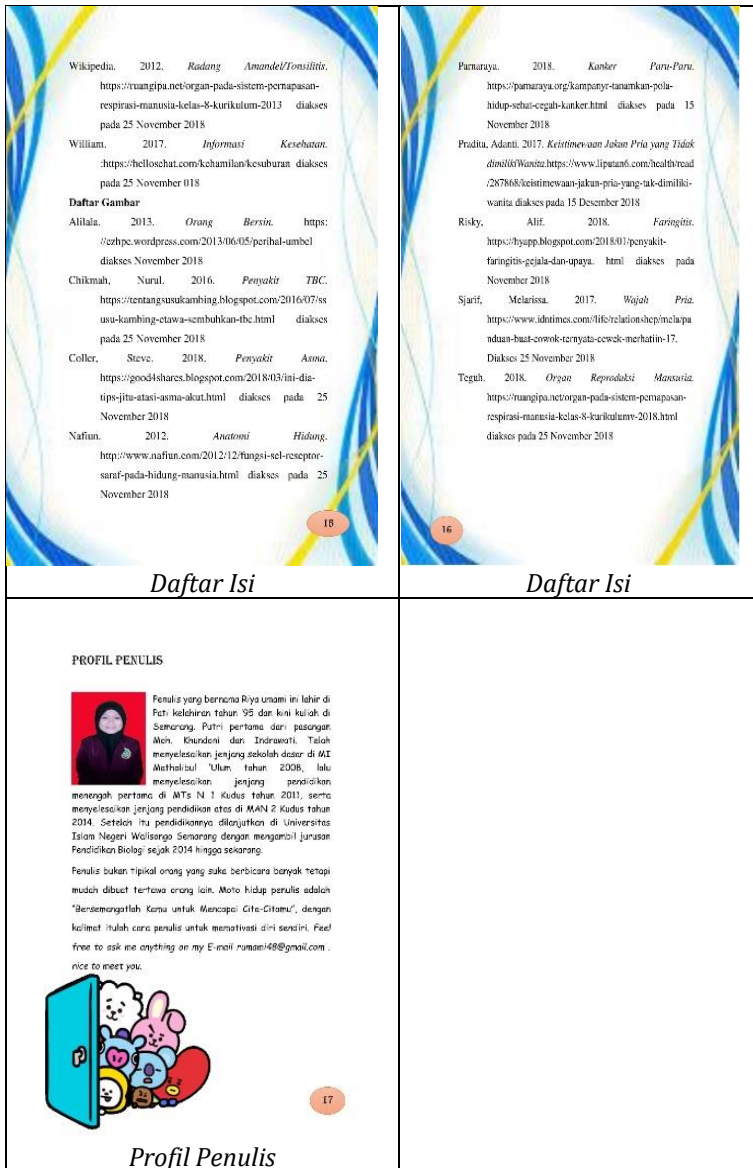 Wikipedia. 2012. Radang Amandel/Tonsilitis.
https://ruangipa.net/organ-pada-sistem-pernapasan-
respirasi-manusia-kelas-8-kurikulum-2013 diakses
pada 25 November 2018
William. 2017. Informasi Kesehatan.
:https://hellosehat.com/kehamilan/kesuburan diakses
pada 25 November 018
Daftar Gambar
Alilala. 2013. Orang Bersin. https:
//ezhpe.wordpress.com/2013/06/05/perihal-umbel
diakses November 2018
Chikmah, Nurul. 2016. Penyakit TBC.
https://tentangsusukambing.blogspot.com/2016/07/ss
usu-kambing-etawa-sembuhkan-tbc.html diakses
pada 25 November 2018
Coller, Steve. 2018. Penyakit Asma.
https://good4shares.blogspot.com/2018/03/ini-dia-
tips-jitu-atasi-asma-akut.html diakses pada 25
November 2018
Nafiun. 2012. Anatomi Hidung.
http://www.nafiun.com/2012/12/fungsi-sel-reseptor-
saraf-pada-hidung-manusia.html diakses pada 25
November 2018
15
Daftar Isi
Parnaraya. 2018. Kanker Paru-Paru.
https://parnaraya.org/kampanyr-tanamkan-pola-
hidup-sehat-cegah-kanker.html diakses pada 15
November 2018
Pradita, Adanti. 2017. Keistimewaan Jakun Pria yang Tidak
dimilikiWanita.https://www.liputan6.com/health/read
/287868/keistimewaan-jakun-pria-yang-tak-dimiliki-
wanita diakses pada 15 Desember 2018
Risky, Alif. 2018. Faringitis.
https://hyapp.blogspot.com/2018/01/penyakit-
faringitis-gejala-dan-upaya. html diakses pada
November 2018
Sjarif, Melarissa. 2017. Wajah Pria.
https://www.idntimes.com//life/relationshep/mela/pa
nduan-buat-cowok-ternyata-cewek-merhatiin-17.
Diakses 25 November 2018
Teguh. 2018. Organ Reproduksi Manusia.
https://ruangipa.net/organ-pada-sistem-pernapasan-
respirasi-manusia-kelas-8-kurikulumv-2018.html
diakses pada 25 November 2018
16
Daftar Isi
PROFIL PENULIS
Penulis yang bernama Riya umami ini lahir di
Pati kelahiran tahun '95 dan kini kuliah di
Semarang. Putri pertama dari pasangan
Moh. Khundoni dan Indrawati. Telah
menyelesaikan jenjang sekolah dasar di MI
Matholibul 'Ulum tahun 2008, lalu
menyelesaikan jenjang pendidikan
menengah pertama di MTs N 1 Kudus tahun 2011, serta
menyelesaikan jenjang pendidikan atas di MAN 2 Kudus tahun
2014. Setelah itu pendidikannya dilanjutkan di Universitas
Islam Negeri Walisongo Semarang dengan mengambil jurusan
Pendidikan Biologi sejak 2014 hingga sekarang.
Penulis bukan tipikal orang yang suka berbicara banyak tetapi
mudah dibuat tertawa orang lain. Moto hidup penulis adalah
"Bersemangatlah Kamu untuk Mencapai Cita-Citamu", dengan
kalimat itulah cara penulis untuk memotivasi diri sendiri. Feel
free to ask me anything on my E-mail rumami48@gmail.com .
nice to meet you.
17
Profil Penulis